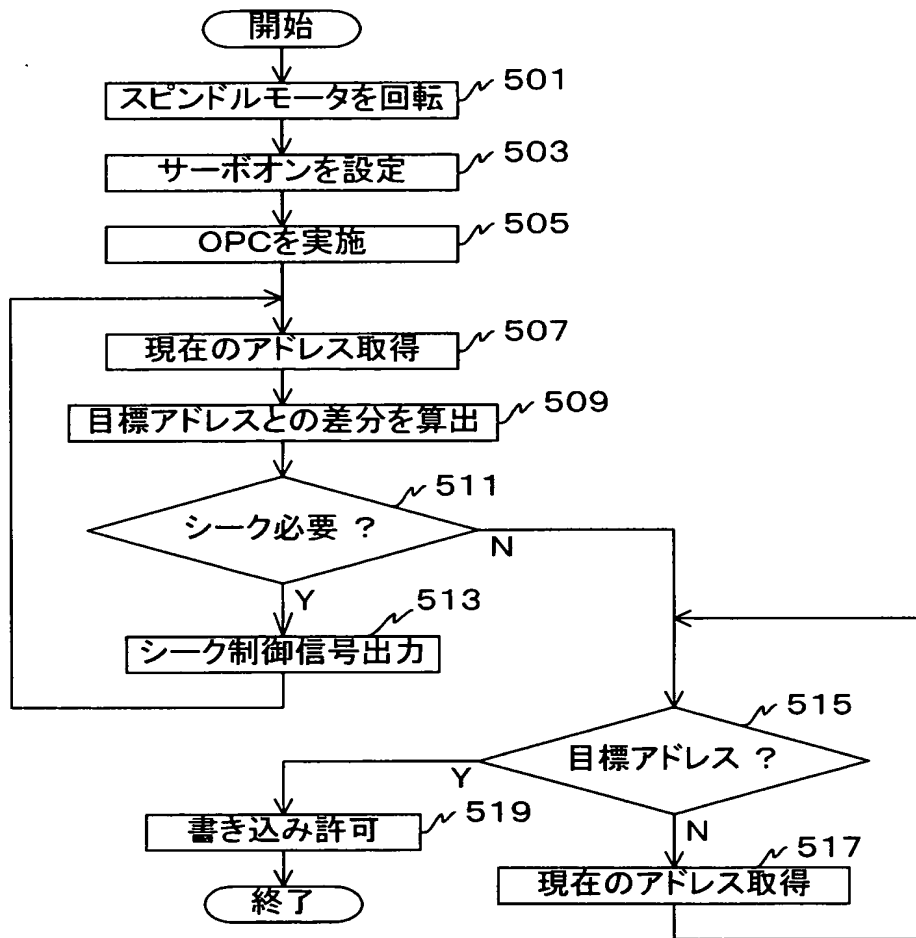 開始
スピンドルモータを回転
501
サーボオンを設定
503
OPCを実施
505
現在のアドレス取得
507
目標アドレスとの差分を算出
509
シーク必要 ?
511
N
Y
シーク制御信号出力
513
目標アドレス ?
515
Y
N
書き込み許可
519
現在のアドレス取得
517
終了